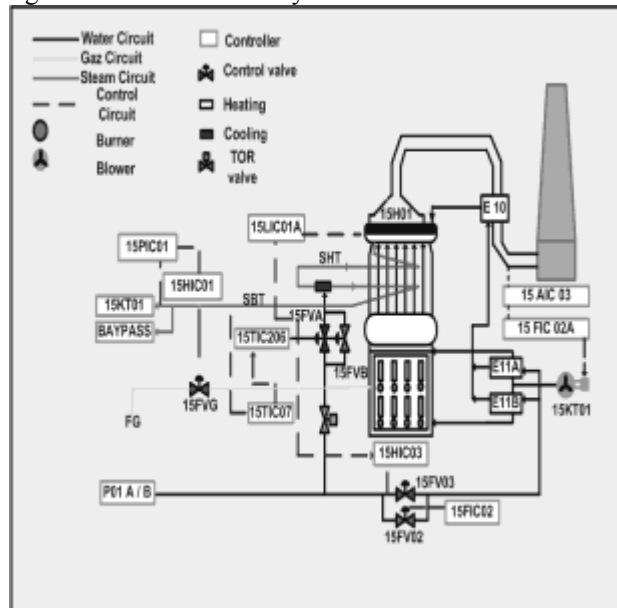 Water Circuit
Gaz Circuit
Steam Circuit
Control
Circuit
Burner
Blower
Controller
Control valve
Heating
Cooling
TOR
valve
15H01
E 10
15LIC01A
15PIC01
SHT
15HIC01
15KT01
SBT
15 AIC 03
BAYPASS
15FVA
15 FIC 02A
15TIC206
15FVB
E11A
15FVG
15TIC07
E11B
15KT01
FG
15HIC03
P01 A / B
15FV03
15FIC02
15FV02